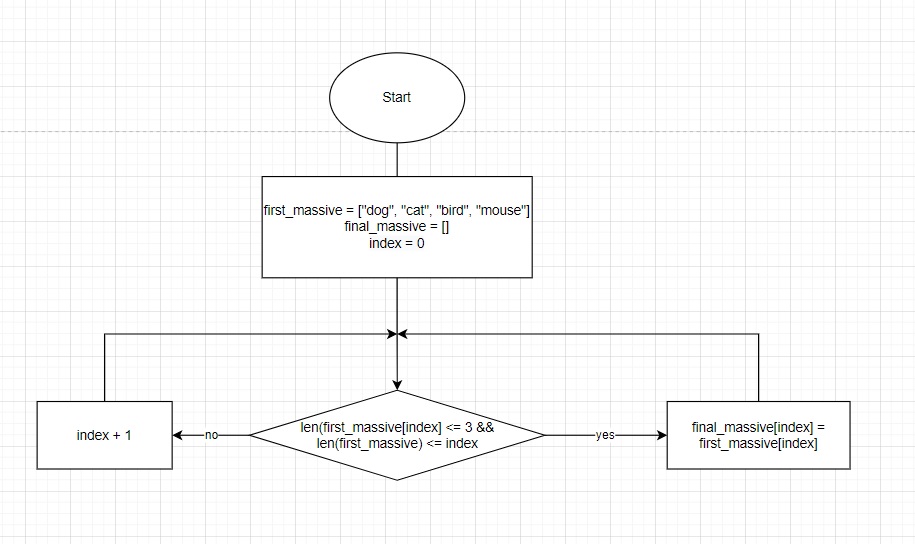 Start
first_massive = ["dog", "cat", "bird", "mouse"]
final_massive = []
index = 0
index + 1
no
len(first_massive[index] <= 3 &&
len(first_massive) <= index
yes
final_massive[index] =
first_massive[index]